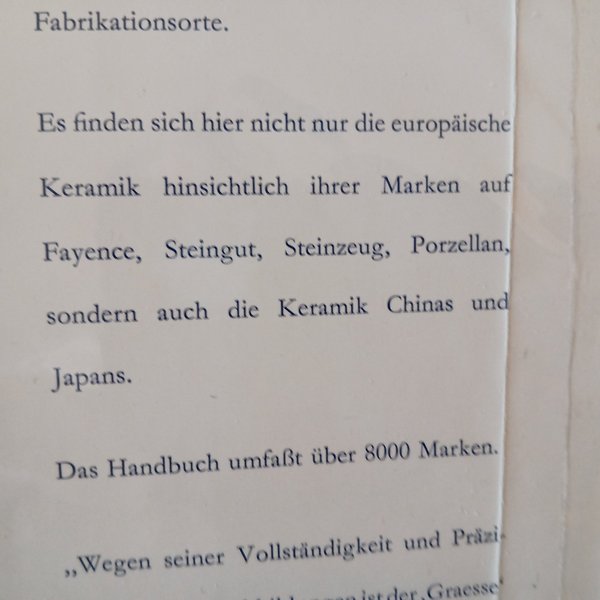 Fabrikationsorte.
Es finden sich hier nicht nur die europäische
Keramik hinsichtlich ihrer Marken auf
Fayence, Steingut, Steinzeug, Porzellan,
sondern auch die Keramik Chinas und
Japans.
Das Handbuch umfaßt über 8000 Marken.
„Wegen seiner Vollständigkeit und Präzi-
ist der ‚Graesse‘